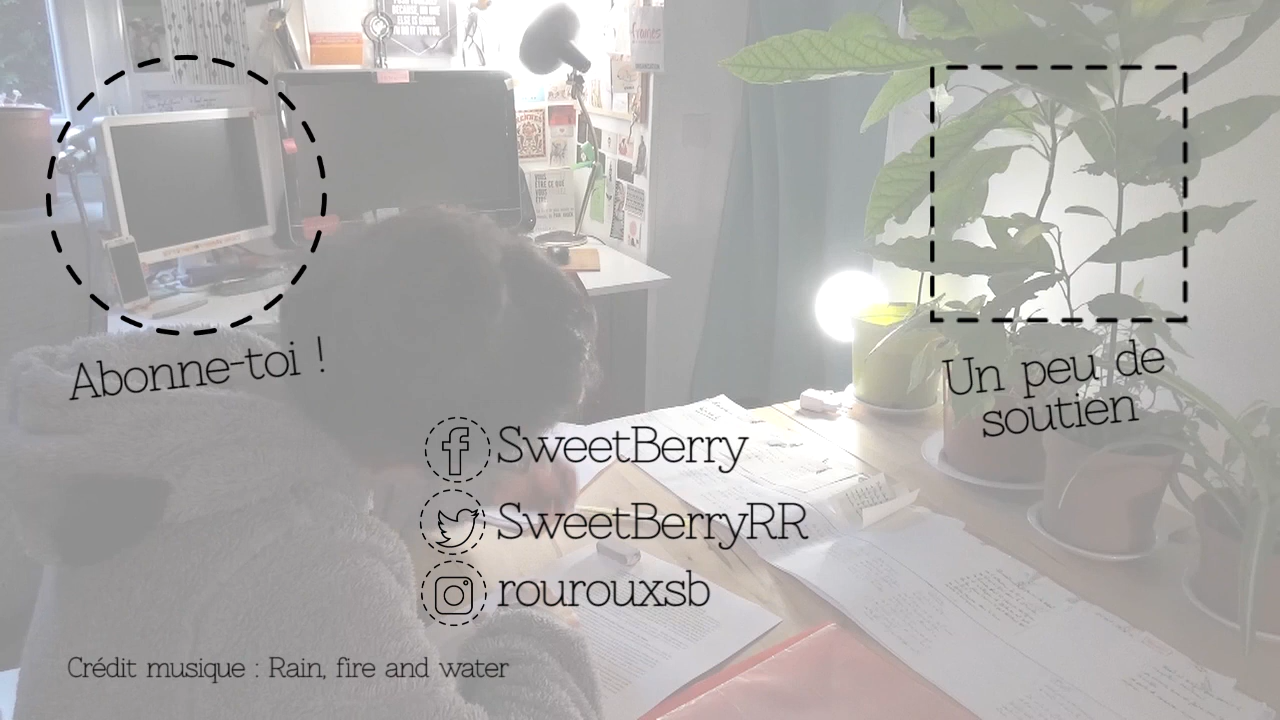 Abonne-toi !
Un peu de
soutien
SweetBerry
SweetBerryRR
rourouxsb
Crédit musique : Rain, fire and water